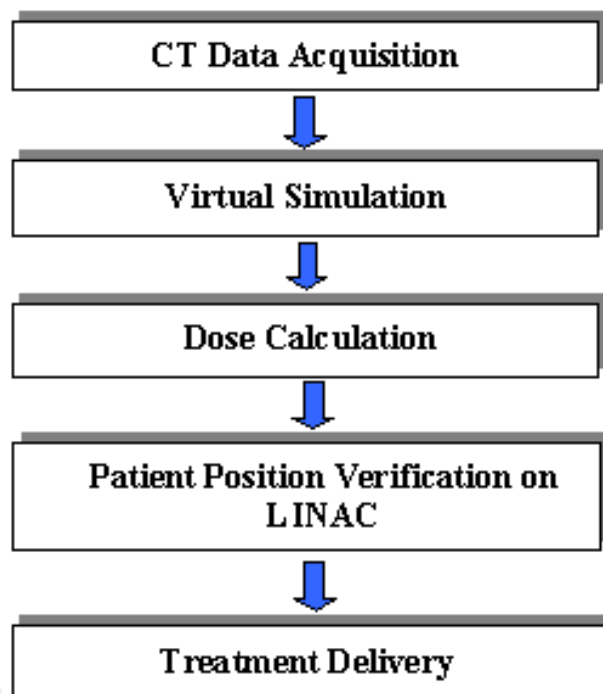 CT Data Acquisition
Virtual Simulation
Dose Calculation
Patient Position Verification on
LINAC
Treatment Delivery